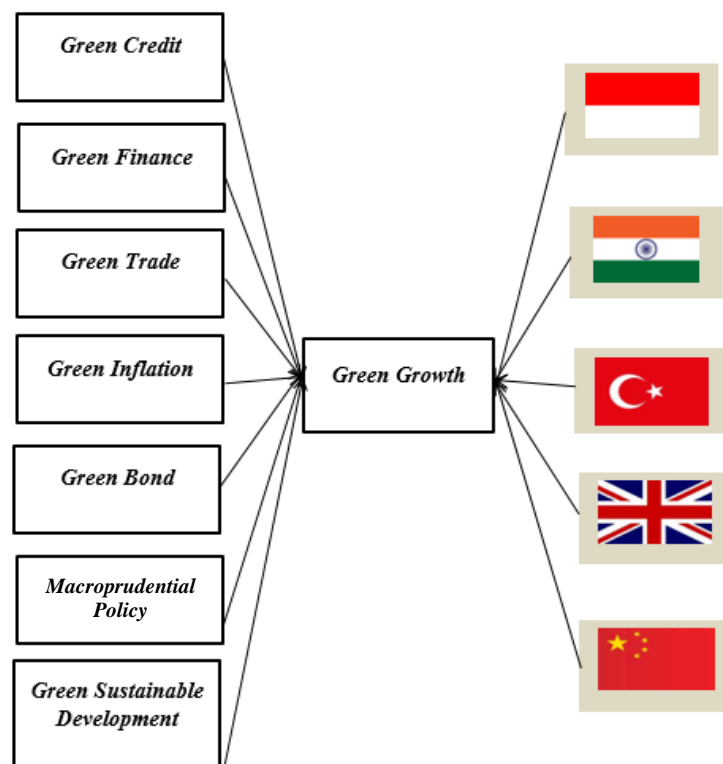 Green Credit
Green Finance
Green Trade
Green Inflation
Green Bond
Macroprudential
Policy
Green Sustainable
Development
Green Growth